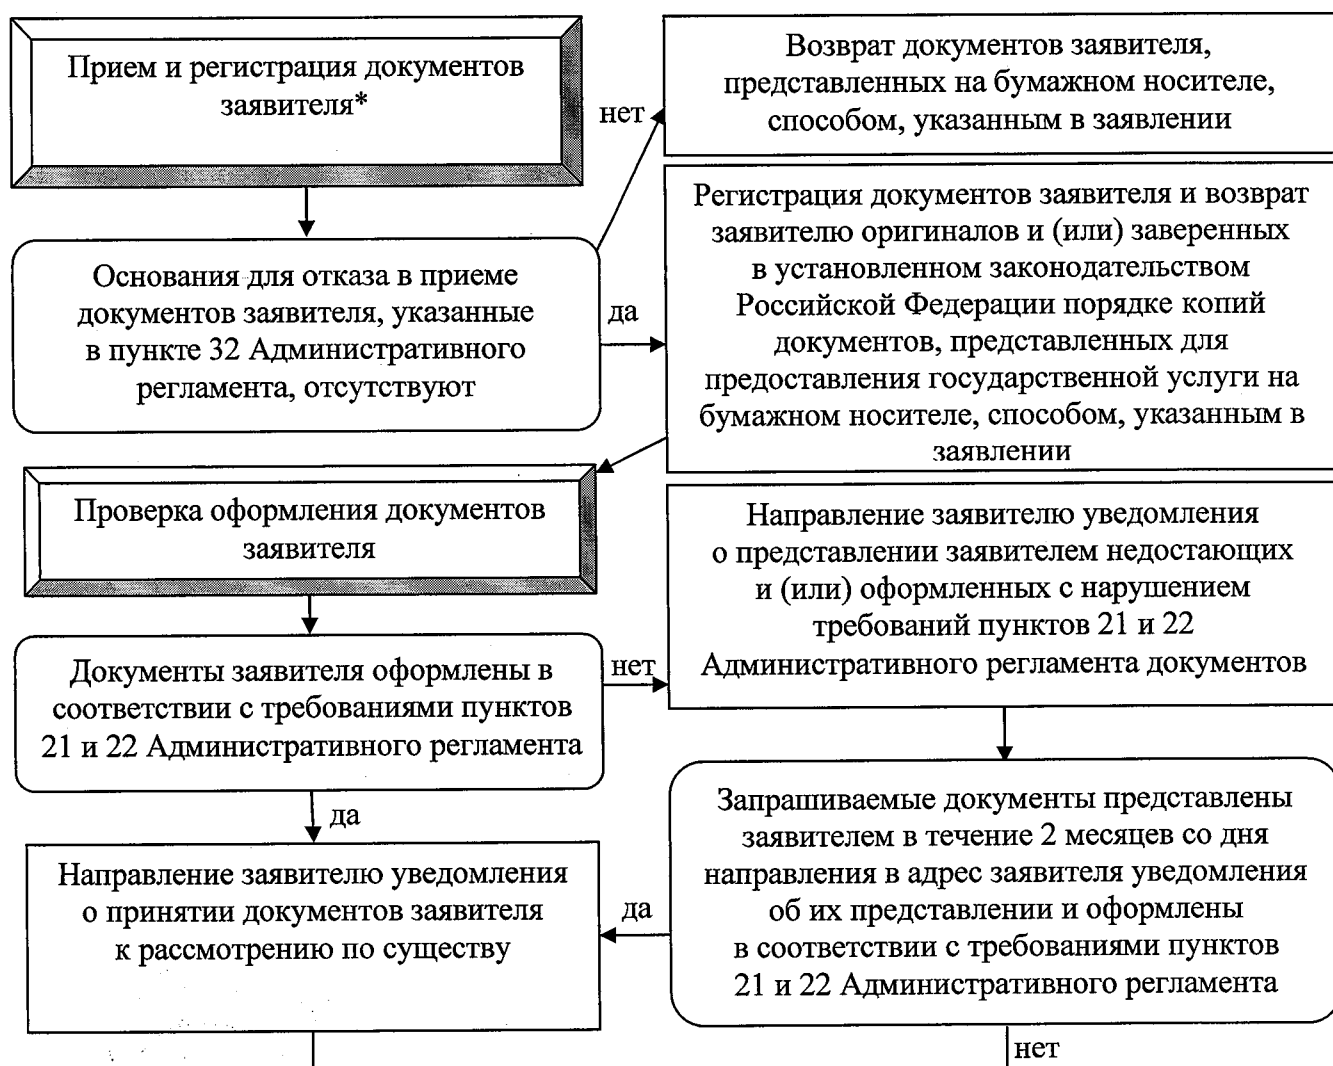 Прием и регистрация документов
заявителя*
нет
Возврат документов заявителя,
представленных на бумажном носителе,
способом, указанным в заявлении
Основания для отказа в приеме
документов заявителя, указанные
в пункте 32 Административного
регламента, отсутствуют
да
Регистрация документов заявителя и возврат
заявителю оригиналов и (или) заверенных
в установленном законодательством
Российской Федерации порядке копий
документов, представленных для
предоставления государственной услуги на
бумажном носителе, способом, указанным в
заявлении
Проверка оформления документов
заявителя
Направление заявителю уведомления
о представлении заявителем недостающих
и (или) оформленных с нарушением
требований пунктов 21 и 22
Административного регламента документов
Документы заявителя оформлены в
соответствии с требованиями пунктов
21 и 22 Административного регламента
нет
да
Запрашиваемые документы представлены
заявителем в течение 2 месяцев со дня
направления в адрес заявителя уведомления
об их представлении и оформлены
в соответствии с требованиями пунктов
21 и 22 Административного регламента
Направление заявителю уведомления
о принятии документов заявителя
к рассмотрению по существу
да
нет